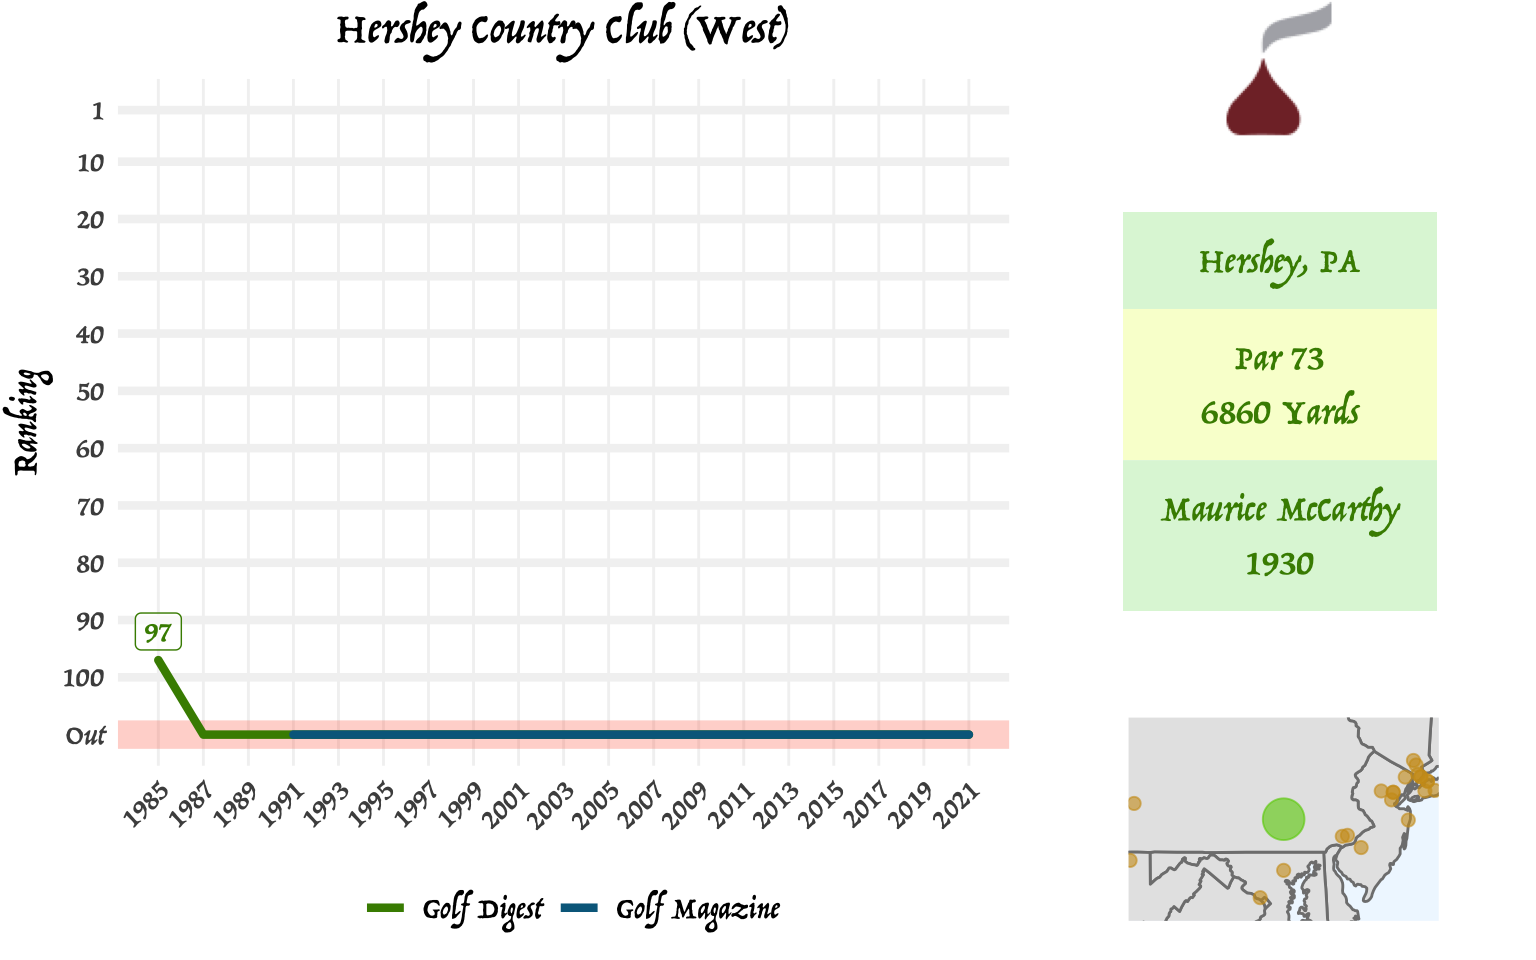 Hershey Country Club (West)
Ranking
1
10
20
30
40
50
60
70
80
90
100
Out
97
1985 1987 1989 1991 1993 1995 1997 1999 2001 2003 2005 2007 2009 2011 2013 2015 2017 2019 2021
Golf Digest Golf Magazine
Hershey, PA
Par 73
6860 Yards
Maurice McCarthy
1930